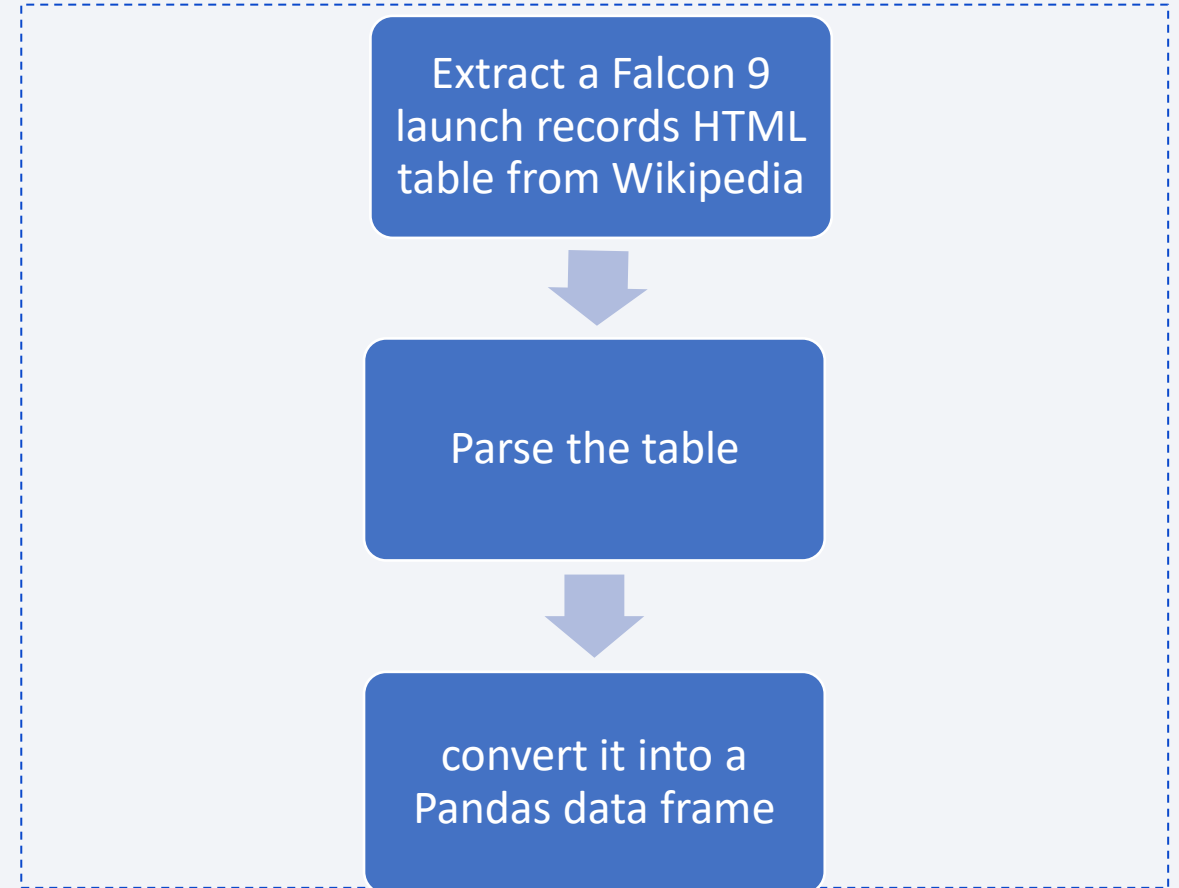 Extract a Falcon 9
launch records HTML
table from Wikipedia
Parse the table
convert it into a
Pandas data frame